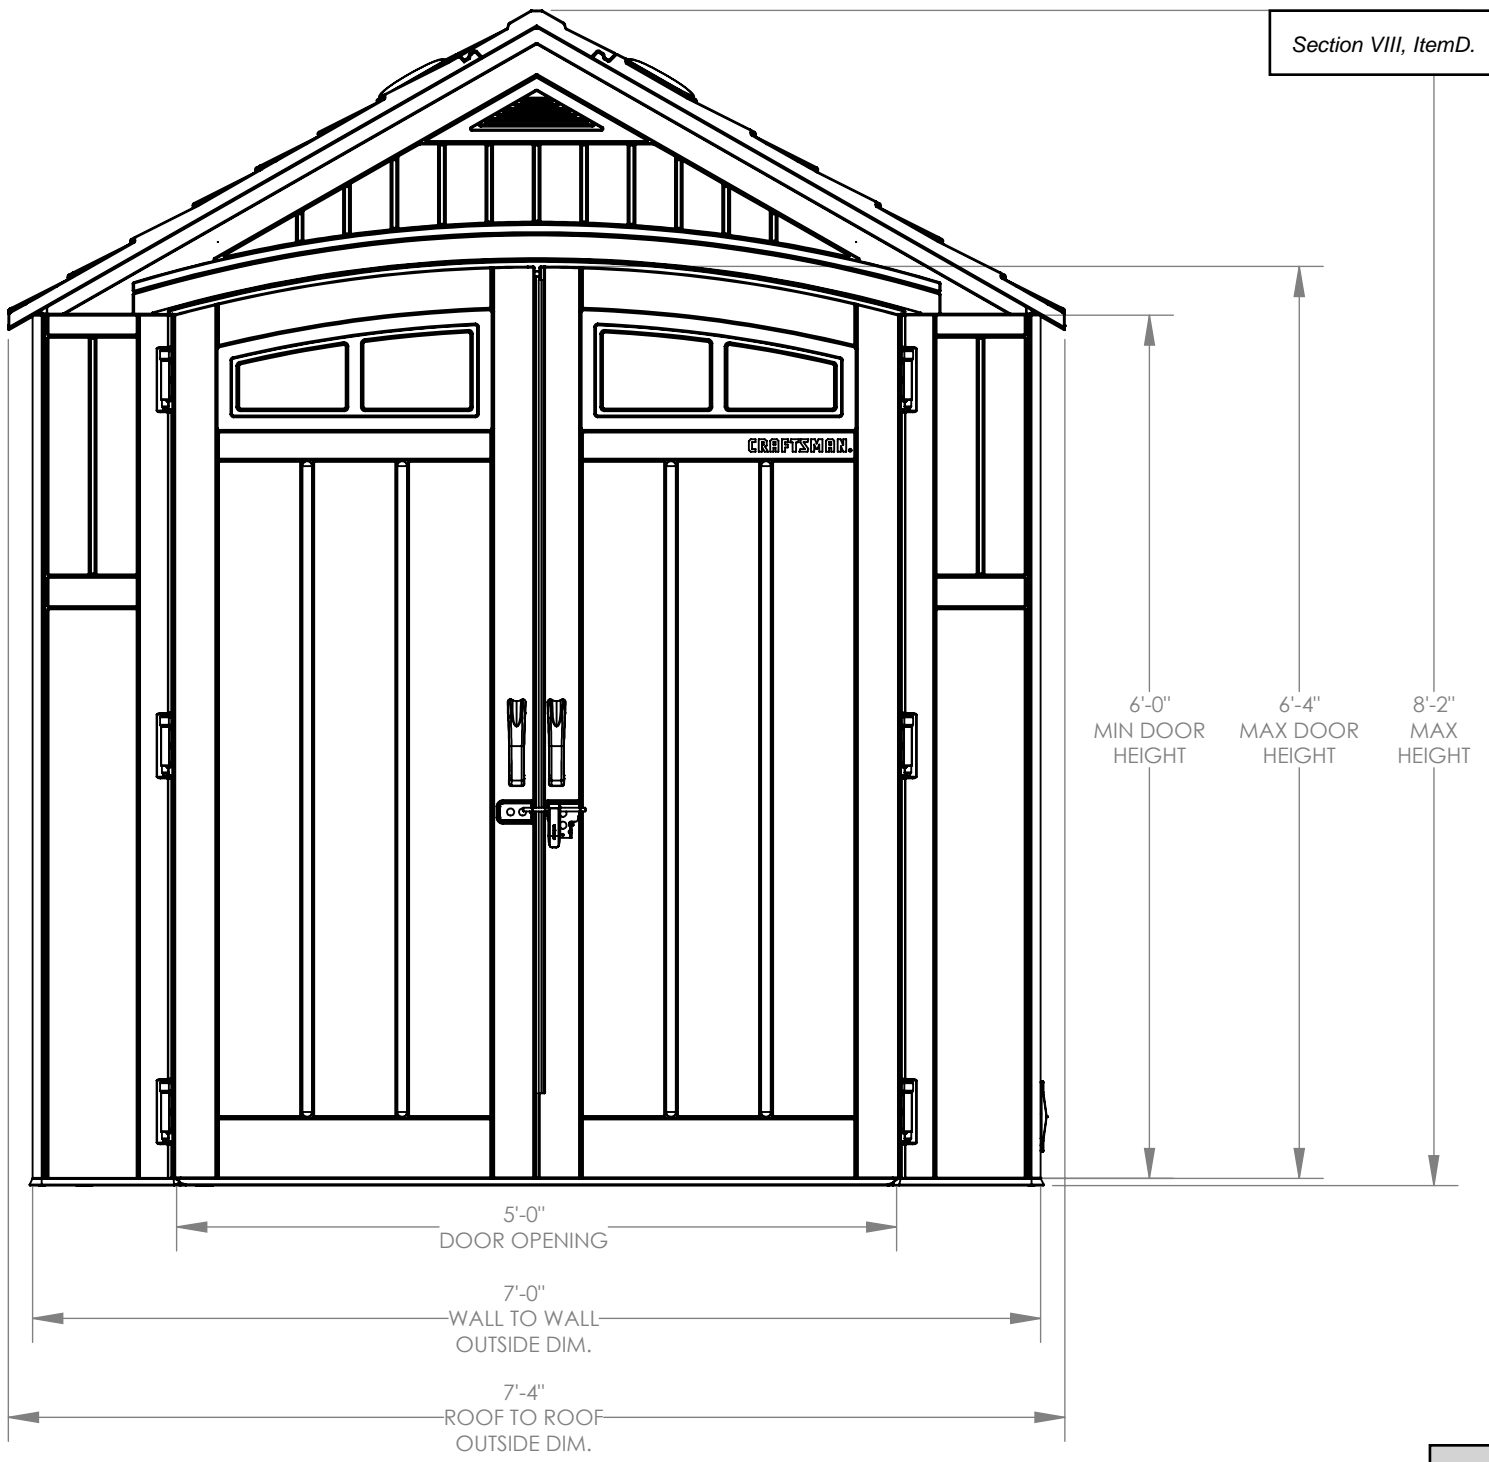 Section VIII, ItemD.
CRAFTSMAN.
6'-0"
MIN DOOR
HEIGHT
6'-4"
MAX DOOR
HEIGHT
8'-2"
MAX
HEIGHT
5'-0"
DOOR OPENING
7'-0"
WALL TO WALL
OUTSIDE DIM.
7'-4"
ROOF TO ROOF
OUTSIDE DIM.